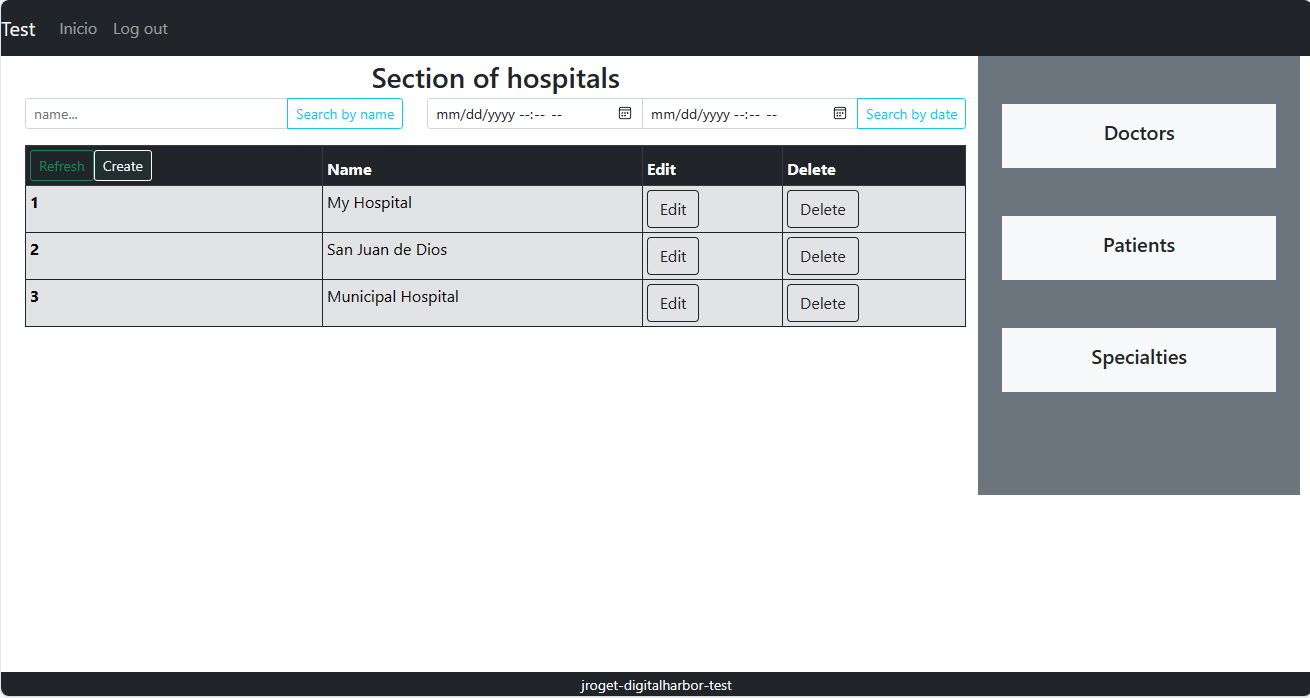 Test Inicio Log out
Section of hospitals
name... Search by name mm/dd/yyyy --:-- -- mm/dd/yyyy --:-- -- Search by date
Refresh Create Name Edit Delete
1 My Hospital Edit Delete
2 San Juan de Dios Edit Delete
3 Municipal Hospital Edit Delete
Doctors
Patients
Specialties
jroget-digitalharbor-test